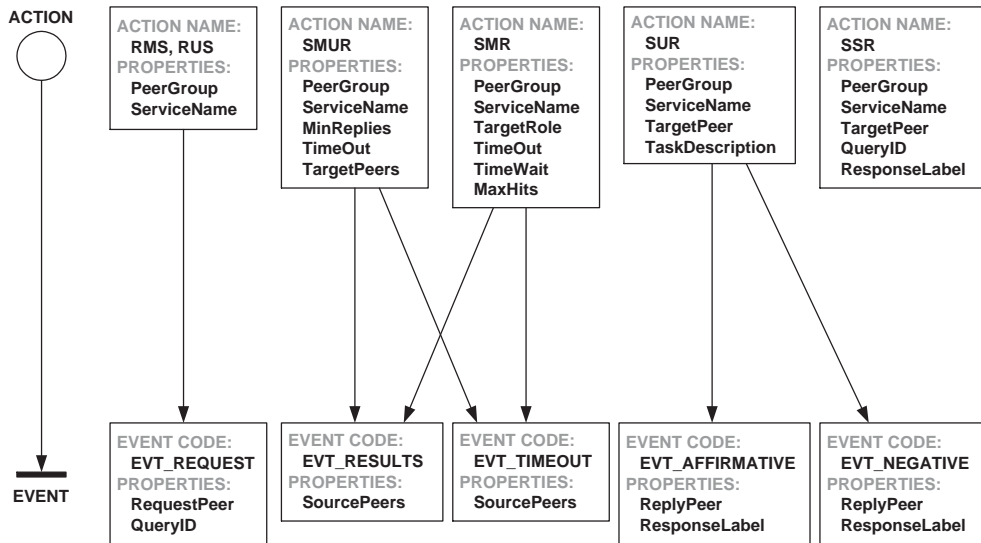 ACTION
ACTION NAME:
RMS, RUS
PROPERTIES:
PeerGroup
ServiceName
ACTION NAME:
SMUR
PROPERTIES:
PeerGroup
ServiceName
MinReplies
TimeOut
TargetPeers
ACTION NAME:
SMR
PROPERTIES:
PeerGroup
ServiceName
TargetRole
TimeOut
TimeWait
MaxHits
ACTION NAME:
SUR
PROPERTIES:
PeerGroup
ServiceName
TargetPeer
TaskDescription
ACTION NAME:
SSR
PROPERTIES:
PeerGroup
ServiceName
TargetPeer
QueryID
ResponseLabel
EVENT
EVENT CODE:
EVT_REQUEST
PROPERTIES:
RequestPeer
QueryID
EVENT CODE:
EVT_RESULTS
PROPERTIES:
SourcePeers
EVENT CODE:
EVT_TIMEOUT
PROPERTIES:
SourcePeers
EVENT CODE:
EVT_AFFIRMATIVE
PROPERTIES:
ReplyPeer
ResponseLabel
EVENT CODE:
EVT_NEGATIVE
PROPERTIES:
ReplyPeer
ResponseLabel